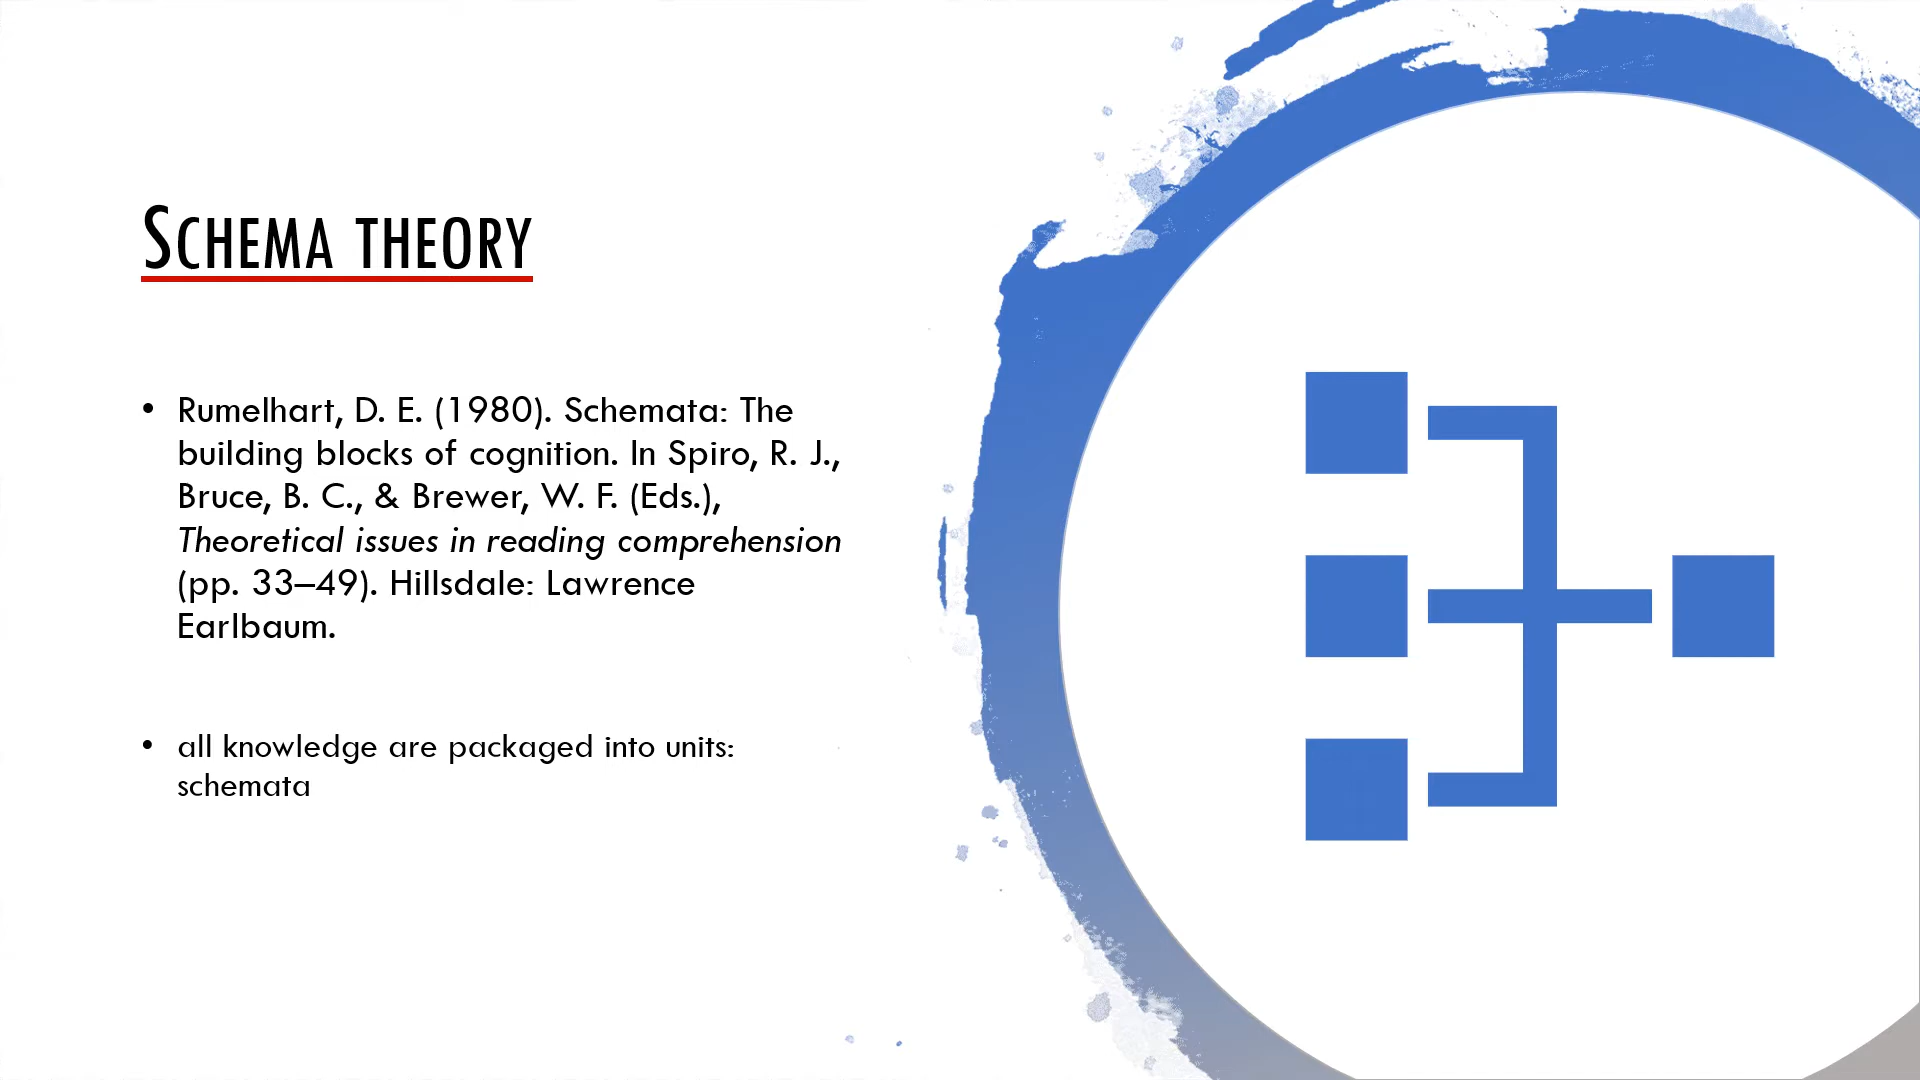 SCHEMA THEORY
• Rumelhart, D. E. (1980). Schemata: The
building blocks of cognition. In Spiro, R. J.,
Bruce, B. C., & Brewer, W. F. (Eds.),
Theoretical issues in reading comprehension
(pp. 33–49). Hillsdale: Lawrence
Earlbaum.
• all knowledge are packaged into units:
schemata